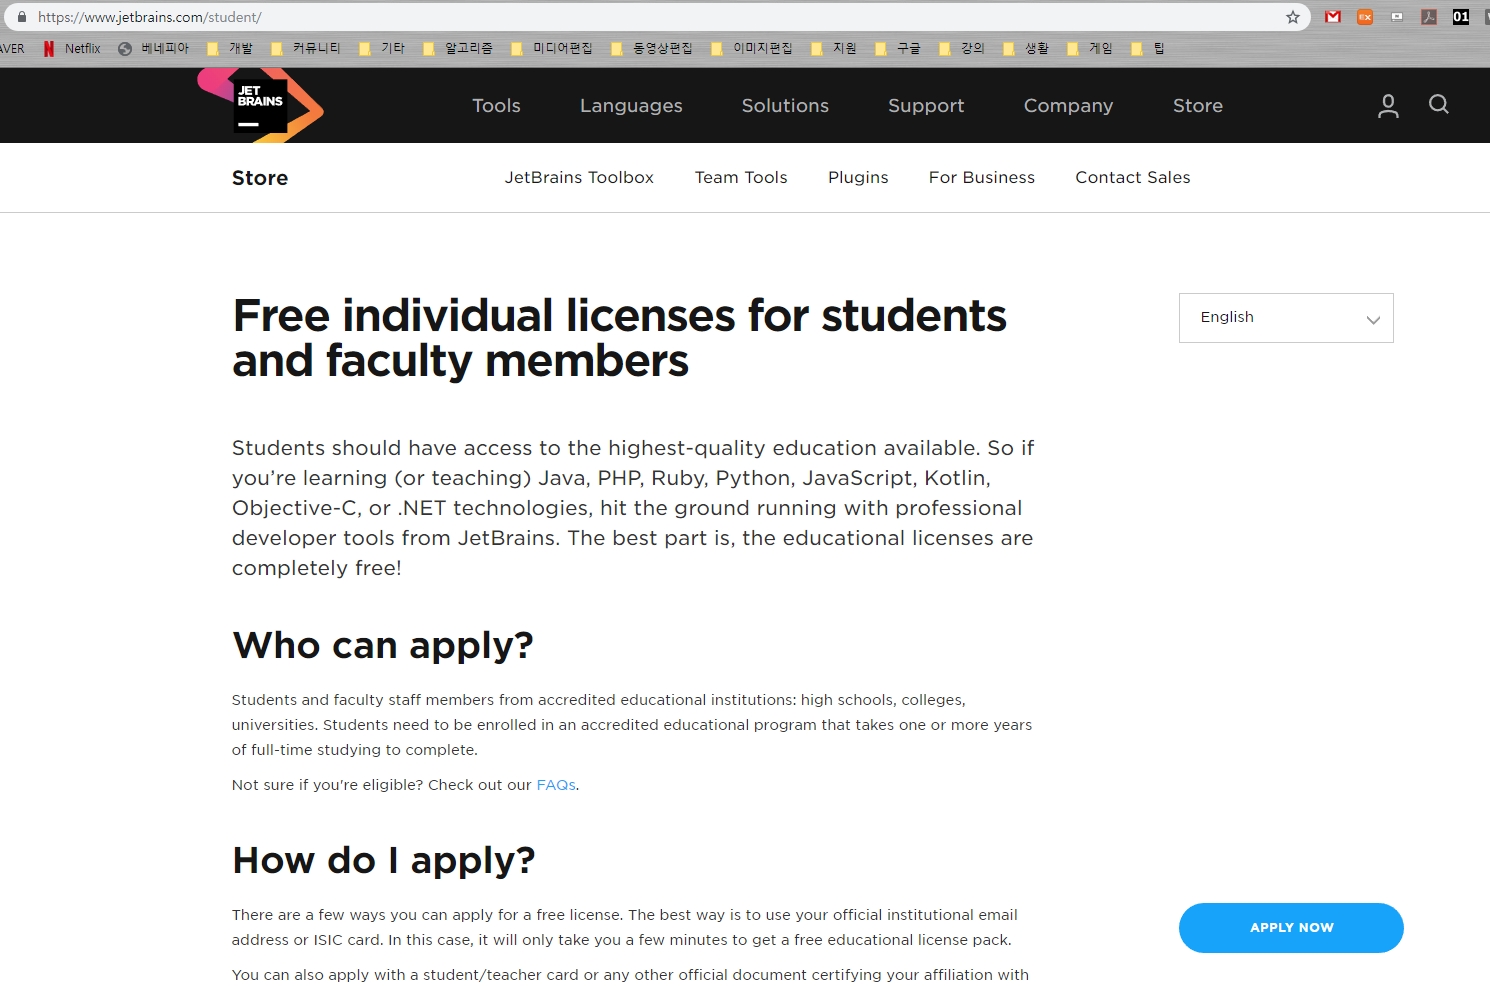 https://www.jetbrains.com/student/
AVER Netflix 베네피아 개발 커뮤니티 기타 알고리즘 미디어편집 동영상편집 이미지편집 지원 구글 강의 생활 게임 팁
JET
BRAINS
Tools Languages Solutions Support Company Store
Store JetBrains Toolbox Team Tools Plugins For Business Contact Sales
Free individual licenses for students
and faculty members
English
Students should have access to the highest-quality education available. So if
you’re learning (or teaching) Java, PHP, Ruby, Python, JavaScript, Kotlin,
Objective-C, or .NET technologies, hit the ground running with professional
developer tools from JetBrains. The best part is, the educational licenses are
completely free!
Who can apply?
Students and faculty staff members from accredited educational institutions: high schools, colleges,
universities. Students need to be enrolled in an accredited educational program that takes one or more years
of full-time studying to complete.
Not sure if you're eligible? Check out our FAQs.
How do I apply?
There are a few ways you can apply for a free license. The best way is to use your official institutional email
address or ISIC card. In this case, it will only take you a few minutes to get a free educational license pack.
APPLY NOW
You can also apply with a student/teacher card or any other official document certifying your affiliation with